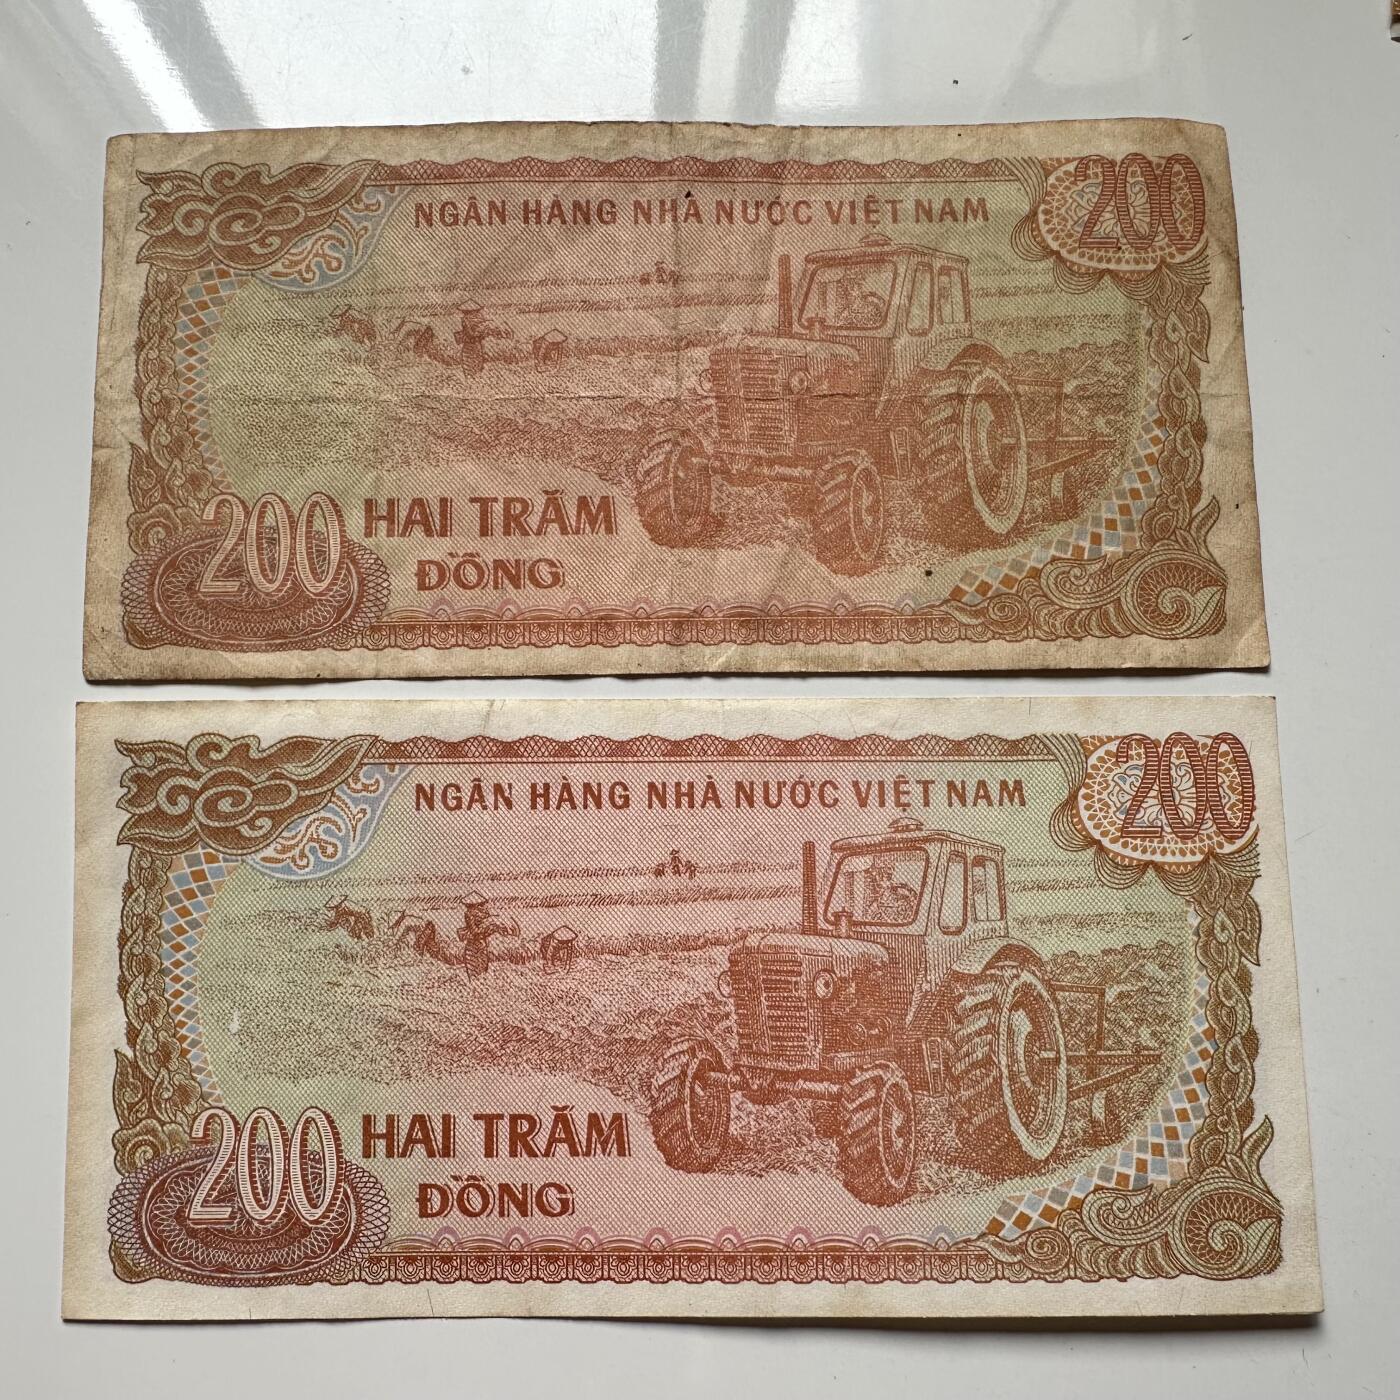 NGÂN HÀNG NHÀ NƯỚC VIỆT NAM
200
200
HAI TRĂM
ĐỒNG
NGÂN HÀNG NHÀ NƯỚC VIỆT NAM
200
200
HAI TRĂM
ĐỒNG